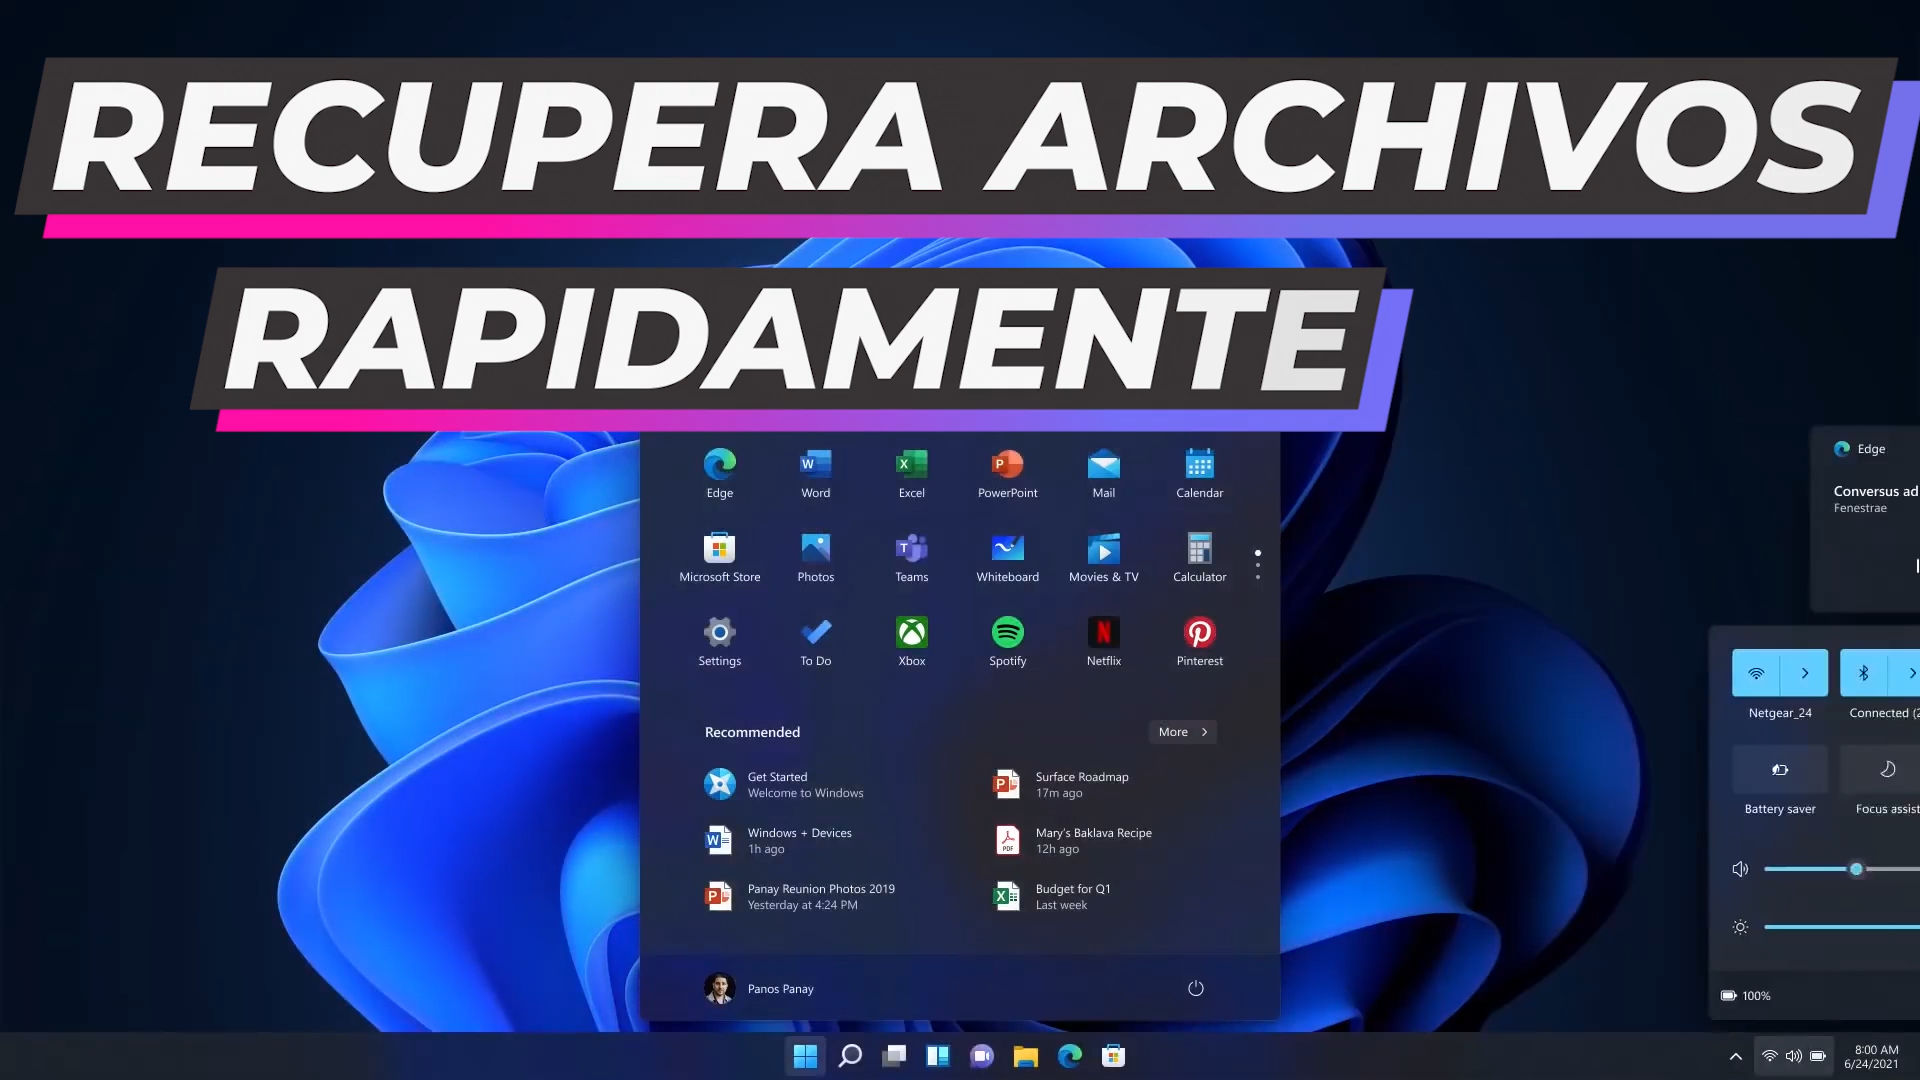 RECUPERA ARCHIVOS
RAPIDAMENTE
Edge
Word
Excel
PowerPoint
Mail
Calendar
Microsoft Store
Photos
Teams
Whiteboard
Movies & TV
Calculator
Settings
To Do
Xbox
Spotify
Netflix
Pinterest
Recommended
More
Get Started
Welcome to Windows
Surface Roadmap
17m ago
Windows + Devices
1h ago
Mary's Baklava Recipe
12h ago
Panay Reunion Photos 2019
Yesterday at 4:24 PM
Budget for Q1
Last week
Panos Panay
Edge
Conversus ad
Fenestrae
Netgear_24
Connected (2
Battery saver
Focus assist
100%
8:00 AM
6/24/2021